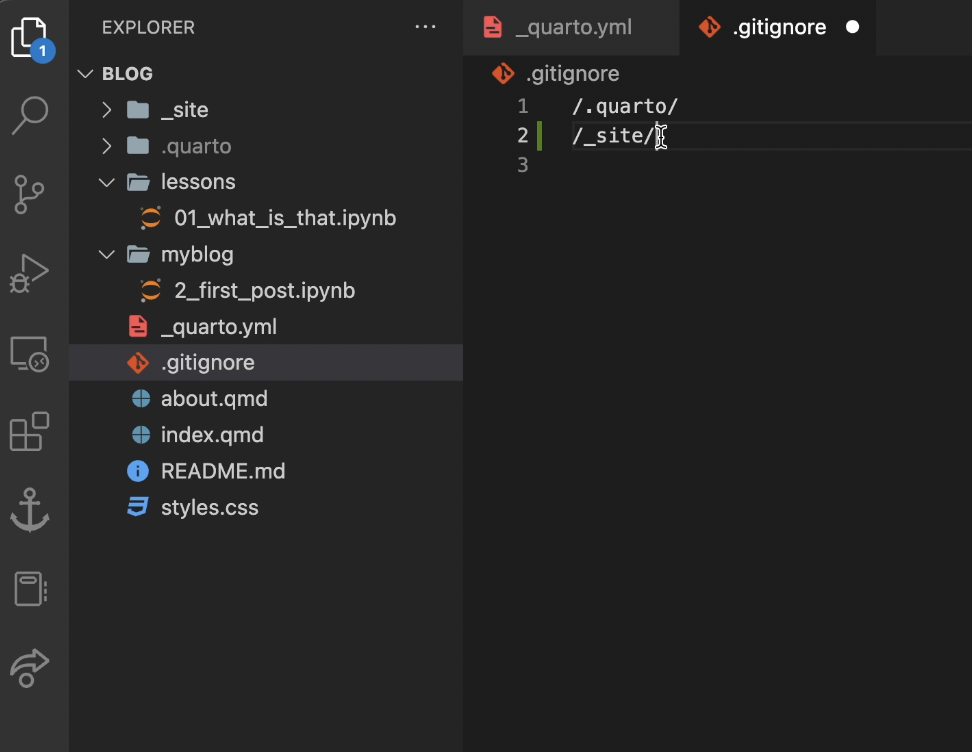 EXPLORER ...
1
BLOG
_site
.quarto
lessons
01_what_is_that.ipynb
myblog
2_first_post.ipynb
_quarto.yml
.gitignore
about.qmd
index.qmd
README.md
styles.css
_quarto.yml .gitignore
.gitignore
1 /.quarto/
2 /_site/
3